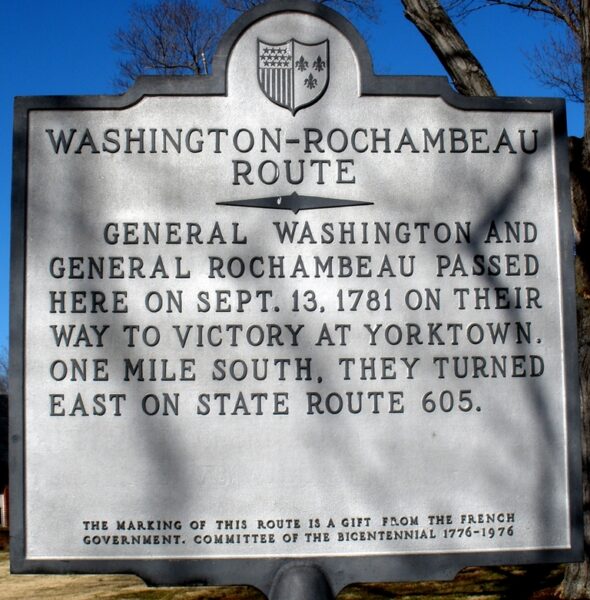 WASHINGTON-ROCHAMBEAU
ROUTE
GENERAL WASHINGTON AND
GENERAL ROCHAMBEAU PASSED
HERE ON SEPT. 13, 1781 ON THEIR
WAY TO VICTORY AT YORKTOWN.
ONE MILE SOUTH, THEY TURNED
EAST ON STATE ROUTE 605.
THE MARKING OF THIS ROUTE IS A GIFT FROM THE FRENCH
GOVERNMENT. COMMITTEE OF THE BICENTENNIAL 1776-1976